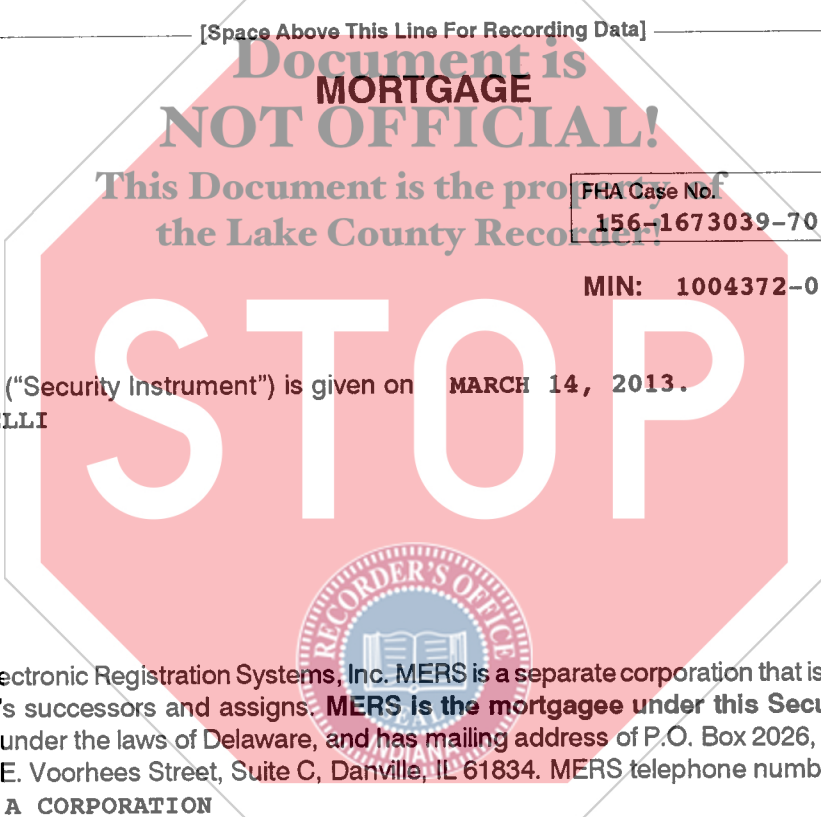 [Space Above This Line For Recording Data]
Document is
MORTGAGE
NOT OFFICIAL!
This Document is the property of
the Lake County Recorder!
FHA Case No.
156-1673039-70
MIN: 1004372-0
STOP
("Security Instrument") is given on MARCH 14, 2013.
LLI
RECORDER'S OFFICE
SEAL
INDIANA
ectronic Registration Systems, Inc. MERS is a separate corporation that is
's successors and assigns. MERS is the mortgagee under this Secu
under the laws of Delaware, and has mailing address of P.O. Box 2026,
E. Voorhees Street, Suite C, Danville, IL 61834. MERS telephone numb
A CORPORATION